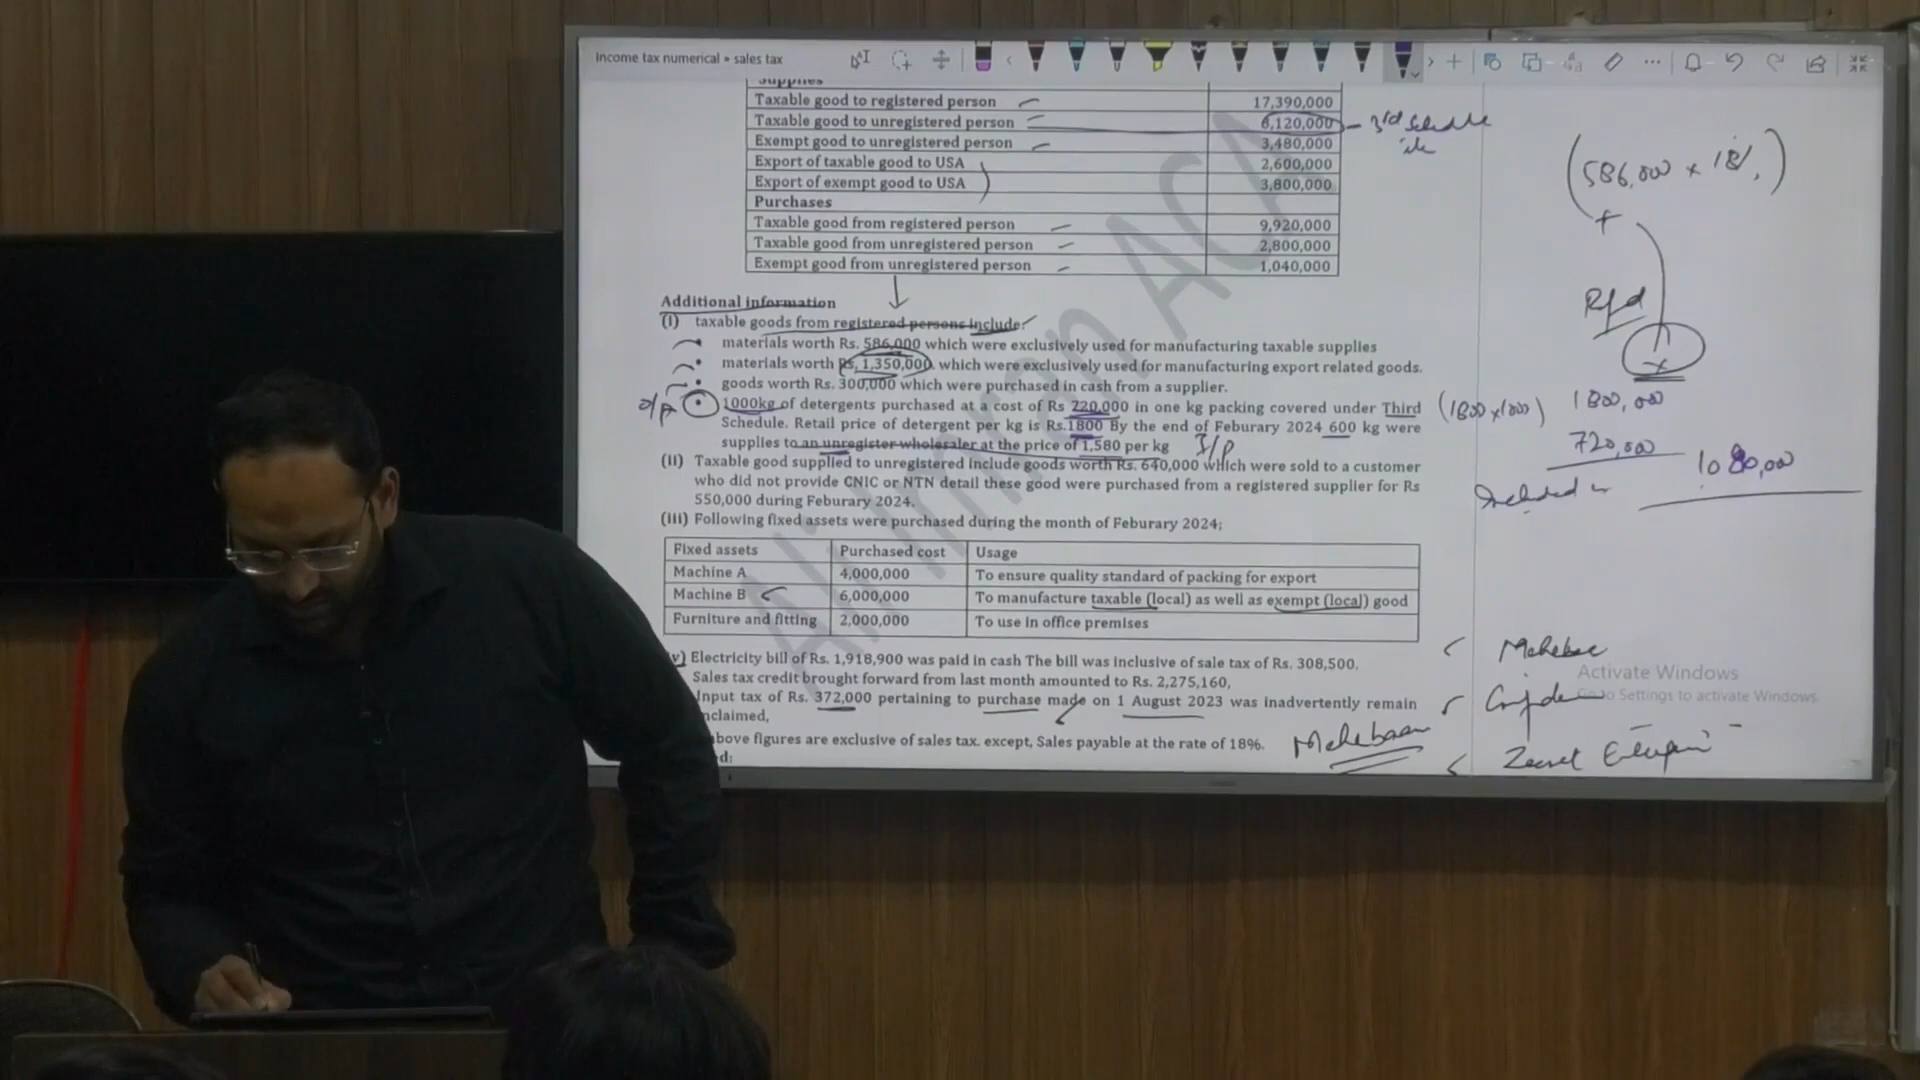 Income tax numerical » sales tax
Supplies
Taxable good to registered person 17,390,000
Taxable good to unregistered person 6,120,000
Exempt good to unregistered person 3,480,000
Export of taxable good to USA 2,600,000
Export of exempt good to USA 3,800,000
Purchases
Taxable good from registered person 9,920,000
Taxable good from unregistered person 2,800,000
Exempt good from unregistered person 1,040,000
3rd Schedule
(586,000 x 18%)
+
Additional information
(i) taxable goods from registered persons include:
materials worth Rs. 586,000 which were exclusively used for manufacturing taxable supplies
• materials worth Rs. 1,350,000 which were exclusively used for manufacturing export related goods.
• goods worth Rs. 300,000 which were purchased in cash from a supplier.
• 1000kg of detergents purchased at a cost of Rs 720,000 in one kg packing covered under Third
Schedule. Retail price of detergent per kg is Rs.1800 By the end of Feburary 2024 600 kg were
supplies to an unregister wholesaler at the price of 1,580 per kg
O/P
I/P
(1800 x 1000) 1800,000
720,000
1080,000
Included in
(ii) Taxable good supplied to unregistered include goods worth Rs. 640,000 which were sold to a customer
who did not provide CNIC or NTN detail these good were purchased from a registered supplier for Rs
550,000 during Feburary 2024.
(iii) Following fixed assets were purchased during the month of Feburary 2024;
Fixed assets Purchased cost Usage
Machine A 4,000,000 To ensure quality standard of packing for export
Machine B 6,000,000 To manufacture taxable (local) as well as exempt (local) good
Furniture and fitting 2,000,000 To use in office premises
v) Electricity bill of Rs. 1,918,900 was paid in cash The bill was inclusive of sale tax of Rs. 308,500.
Sales tax credit brought forward from last month amounted to Rs. 2,275,160,
Input tax of Rs. 372,000 pertaining to purchase made on 1 August 2023 was inadvertently remain
nclaimed,
bove figures are exclusive of sales tax. except, Sales payable at the rate of 18%.
d:
Activate Windows
Go to Settings to activate Windows.
Ali Imran ACA